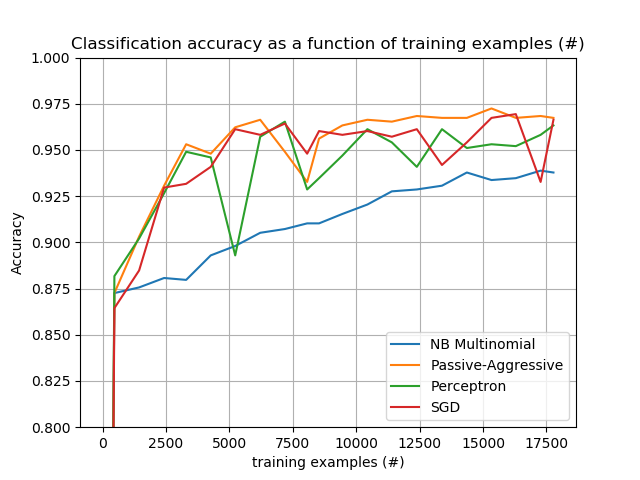 Classification accuracy as a function of training examples (#)
1.000
0.975
0.950
0.925
0.900
0.875
0.850
0.825
0.800
Accuracy
NB Multinomial
Passive-Aggressive
Perceptron
SGD
0 2500 5000 7500 10000 12500 15000 17500
training examples (#)